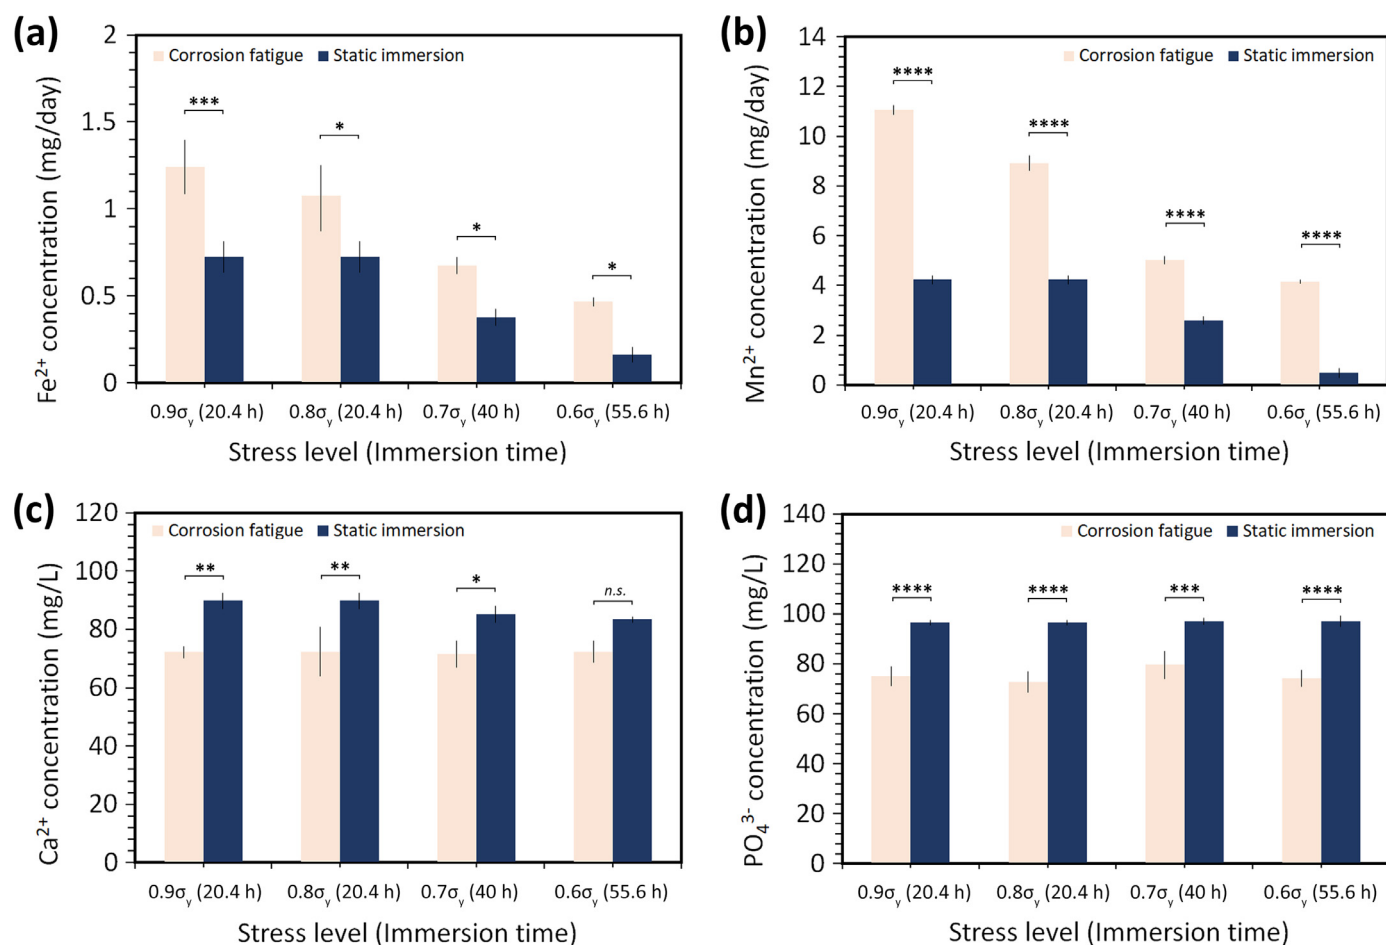 (a)
2
1.5
1
0.5
0
Fe²⁺ concentration (mg/day)
Corrosion fatigue Static immersion
***
*
*
*
0.9σy (20.4 h) 0.8σy (20.4 h) 0.7σy (40 h) 0.6σy (55.6 h)
Stress level (Immersion time)
(b)
14
12
10
8
6
4
2
0
Mn²⁺ concentration (mg/day)
Corrosion fatigue Static immersion
****
****
****
****
0.9σy (20.4 h) 0.8σy (20.4 h) 0.7σy (40 h) 0.6σy (55.6 h)
Stress level (Immersion time)
(c)
120
100
80
60
40
20
0
Ca²⁺ concentration (mg/L)
Corrosion fatigue Static immersion
**
**
*
n.s.
0.9σy (20.4 h) 0.8σy (20.4 h) 0.7σy (40 h) 0.6σy (55.6 h)
Stress level (Immersion time)
(d)
140
120
100
80
60
40
20
0
PO₄³⁻ concentration (mg/L)
Corrosion fatigue Static immersion
****
****
***
****
0.9σy (20.4 h) 0.8σy (20.4 h) 0.7σy (40 h) 0.6σy (55.6 h)
Stress level (Immersion time)